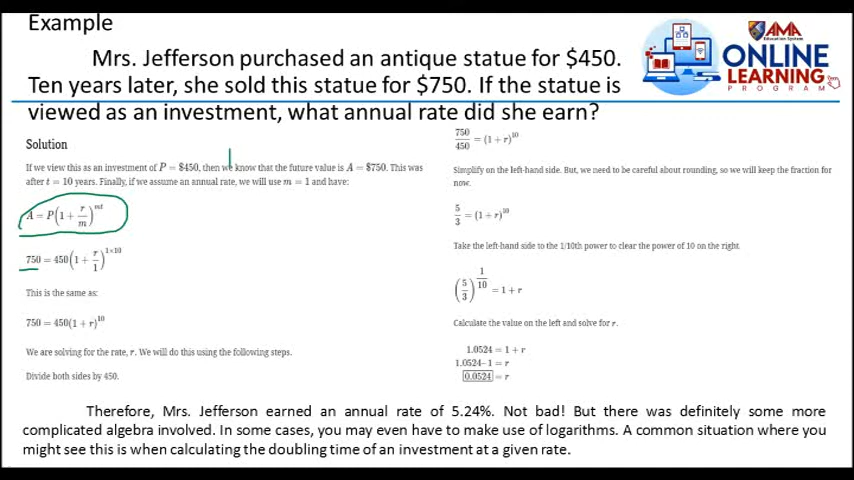 Example
Mrs. Jefferson purchased an antique statue for $450.
Ten years later, she sold this statue for $750. If the statue is
viewed as an investment, what annual rate did she earn?
AMA
Education System
ONLINE
LEARNING
PROGRAM
Solution
If we view this as an investment of P = $450, then we know that the future value is A = $750. This was
after t = 10 years. Finally, if we assume an annual rate, we will use m = 1 and have:
A = P(1 + r/m)^mt
750 = 450(1 + r/1)^1×10
This is the same as:
750 = 450(1 + r)^10
We are solving for the rate, r. We will do this using the following steps.
Divide both sides by 450.
750/450 = (1 + r)^10
Simplify on the left-hand side. But, we need to be careful about rounding, so we will keep the fraction for
now.
5/3 = (1 + r)^10
Take the left-hand side to the 1/10th power to clear the power of 10 on the right.
(5/3)^1/10 = 1 + r
Calculate the value on the left and solve for r.
1.0524 = 1 + r
1.0524–1 = r
0.0524 = r
Therefore, Mrs. Jefferson earned an annual rate of 5.24%. Not bad! But there was definitely some more
complicated algebra involved. In some cases, you may even have to make use of logarithms. A common situation where you
might see this is when calculating the doubling time of an investment at a given rate.